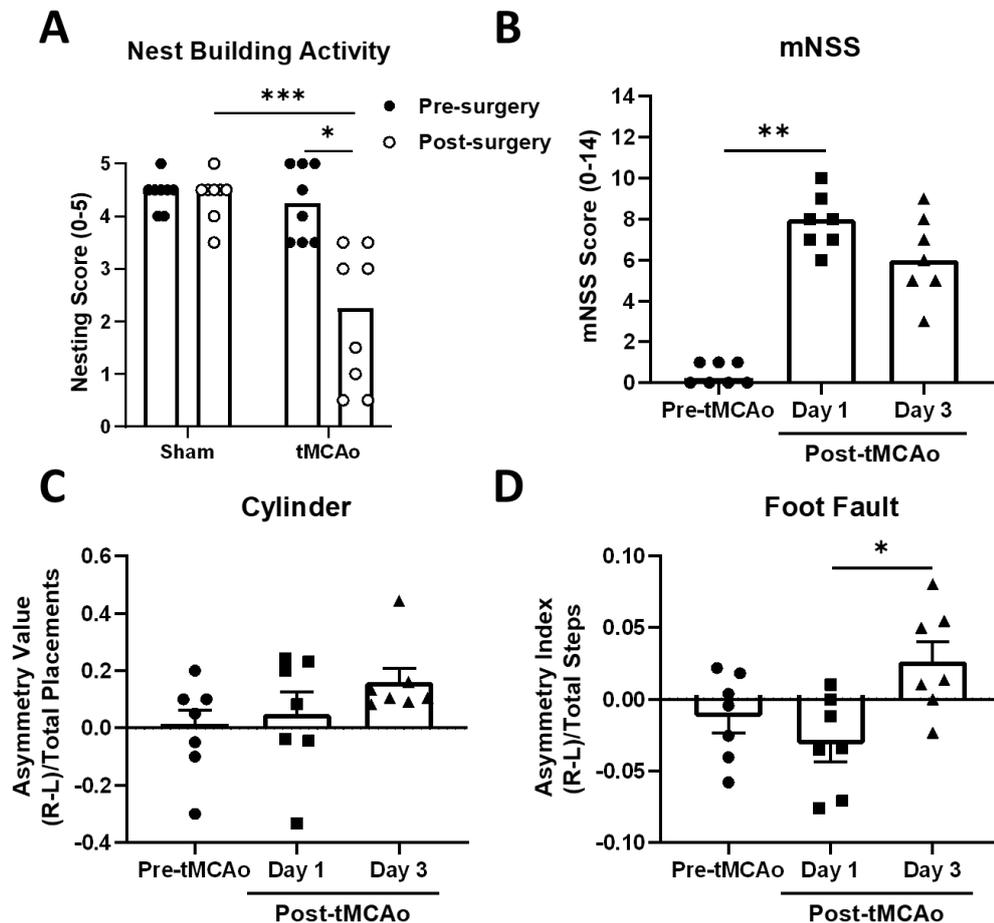 A
Nest Building Activity
***
*
Pre-surgery
Post-surgery
Nesting Score (0-5)
5
4
3
2
1
0
Sham
tMCAo
B
mNSS
**
mNSS Score (0-14)
14
12
10
8
6
4
2
0
Pre-tMCAo
Day 1
Day 3
Post-tMCAo
C
Cylinder
Asymmetry Value
(R-L)/Total Placements
0.6
0.4
0.2
0.0
-0.2
-0.4
Pre-tMCAo
Day 1
Day 3
Post-tMCAo
D
Foot Fault
*
Asymmetry Index
(R-L)/Total Steps
0.10
0.05
0.00
-0.05
-0.10
Pre-tMCAo
Day 1
Day 3
Post-tMCAo